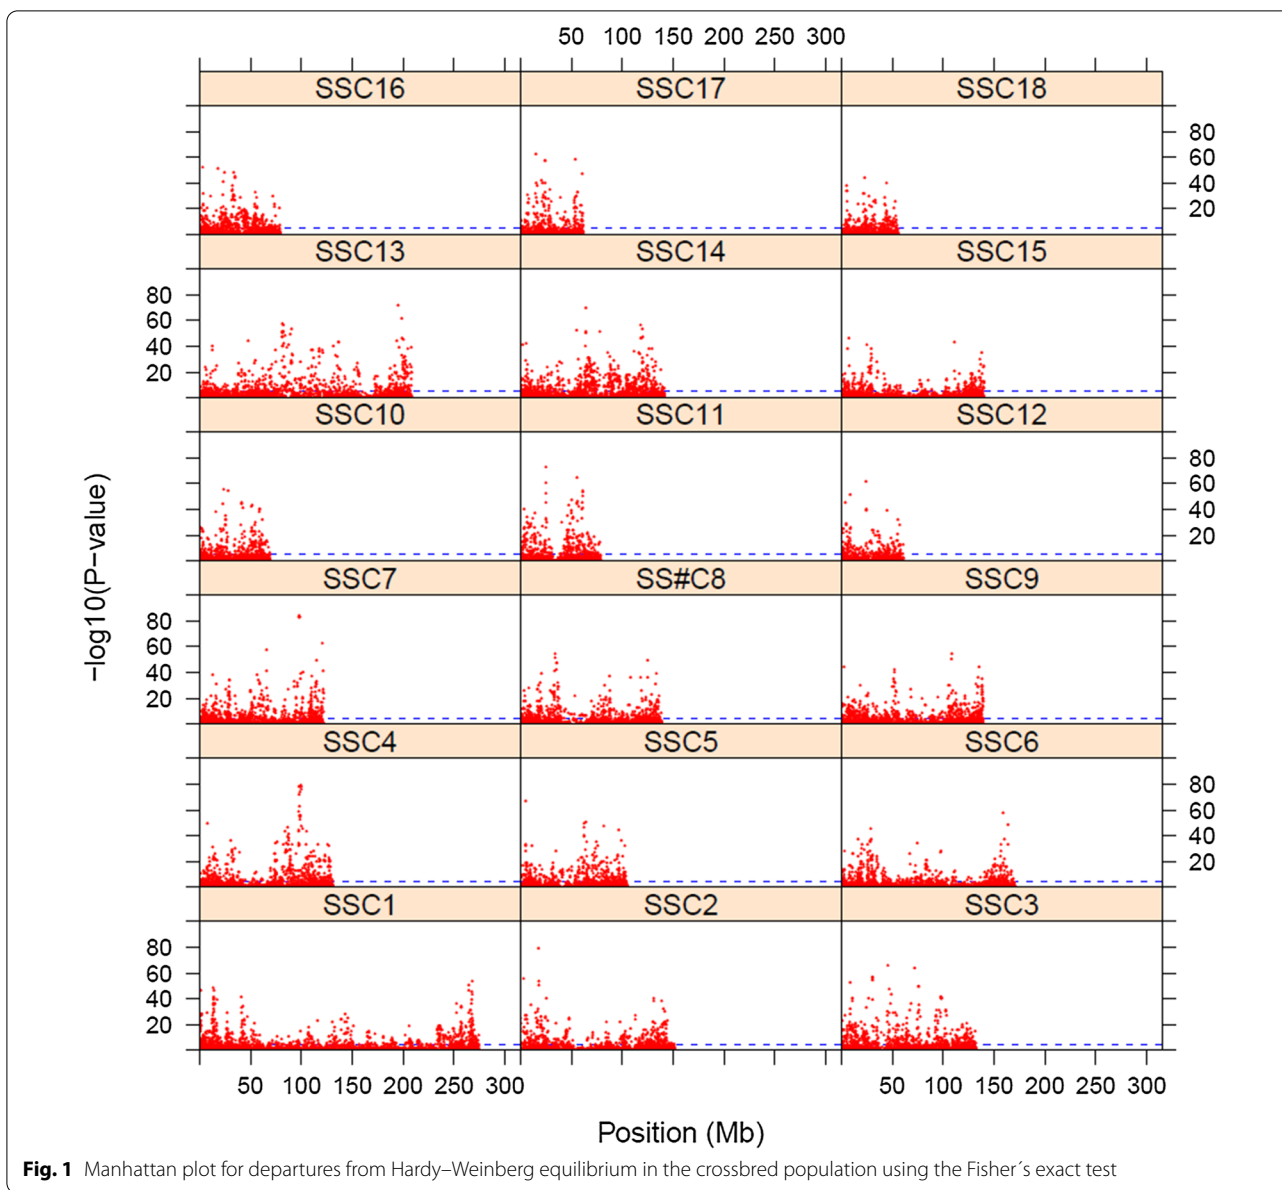 50 100 150 200 250 300
SSC16 SSC17 SSC18
80
60
40
20
SSC13 SSC14 SSC15
80
60
40
20
SSC10 SSC11 SSC12
80
60
40
20
SSC7 SS#C8 SSC9
80
60
40
20
SSC4 SSC5 SSC6
80
60
40
20
SSC1 SSC2 SSC3
80
60
40
20
−log10(P−value)
50 100 150 200 250 300 50 100 150 200 250 300
Position (Mb)
Fig. 1 Manhattan plot for departures from Hardy–Weinberg equilibrium in the crossbred population using the Fisher´s exact test